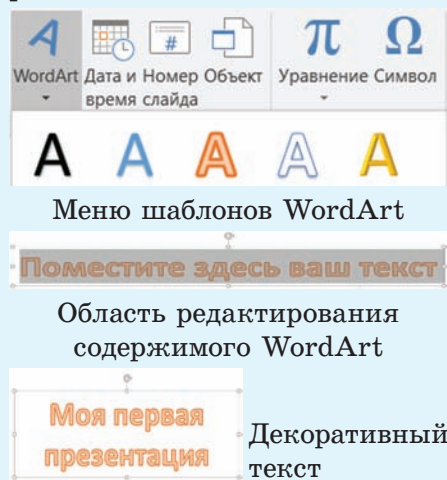 WordArt Дата и Номер Объект Уравнение Символ
время слайда
A A A A A
Меню шаблонов WordArt
Поместите здесь ваш текст
Область редактирования
содержимого WordArt
Моя первая
презентация
Декоративный
текст